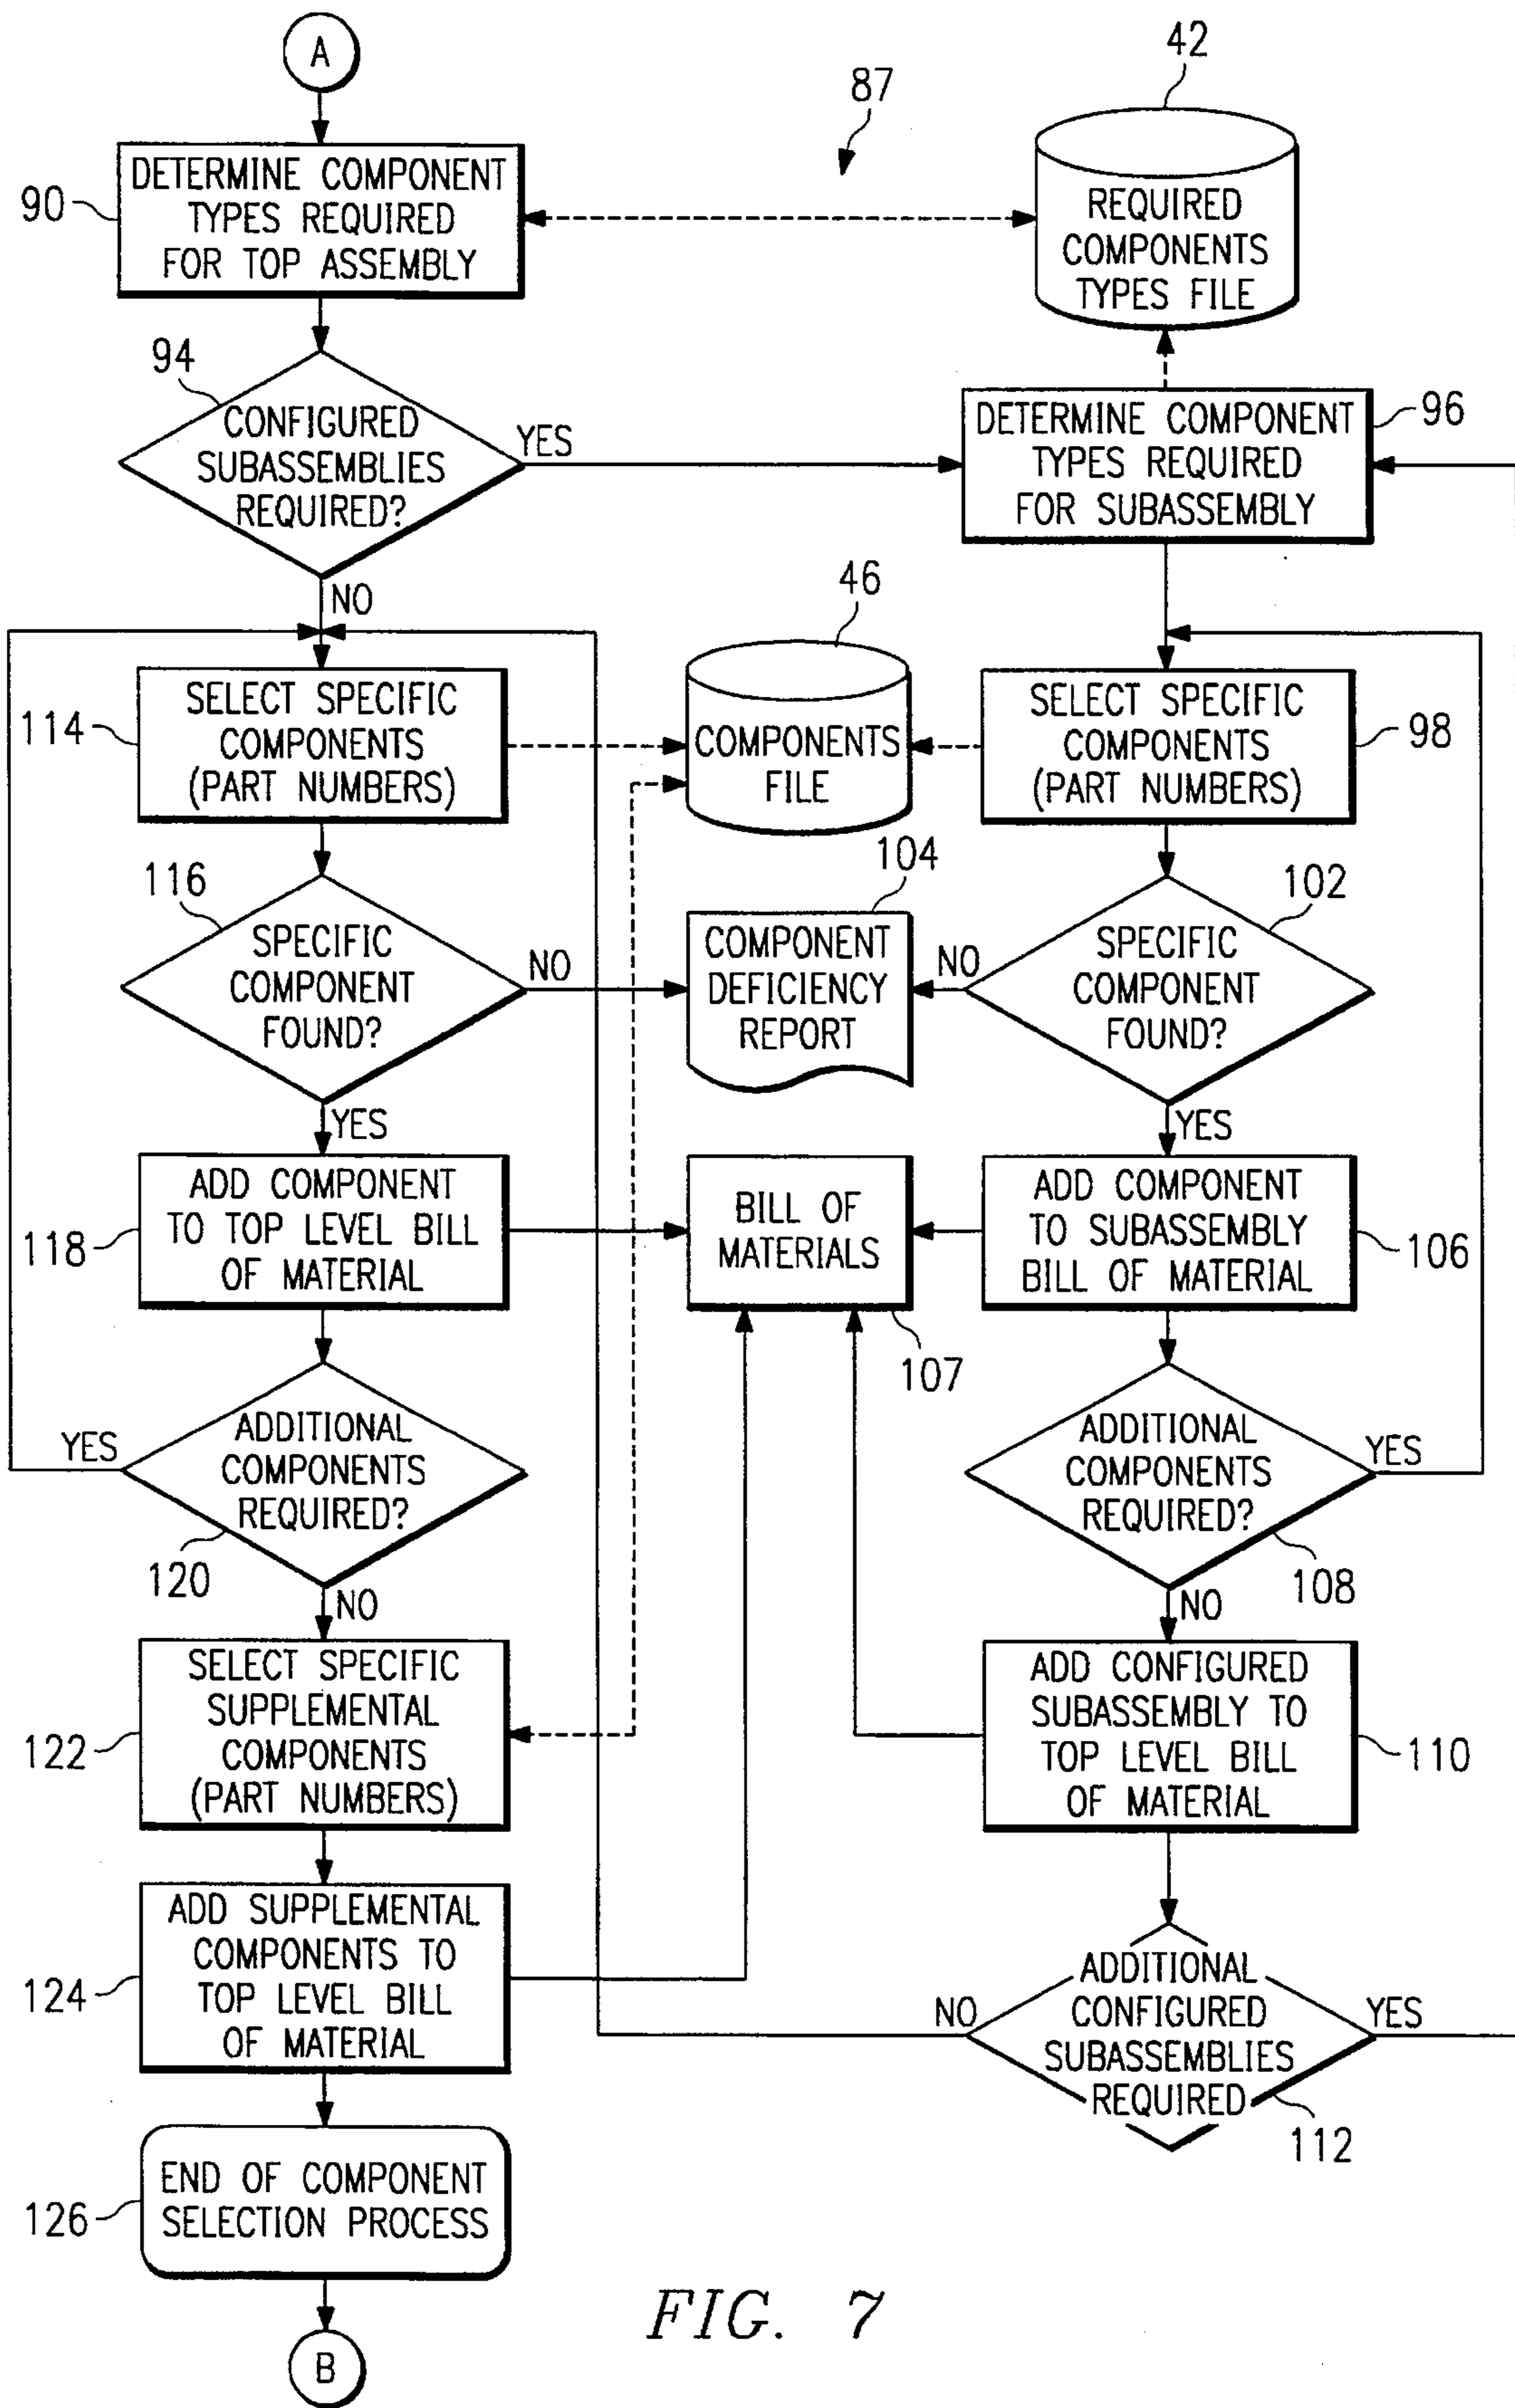 A
42
87
DETERMINE COMPONENT
TYPES REQUIRED
FOR TOP ASSEMBLY
90
REQUIRED
COMPONENTS
TYPES FILE
94
CONFIGURED
SUBASSEMBLIES
REQUIRED?
YES
NO
DETERMINE COMPONENT
TYPES REQUIRED
FOR SUBASSEMBLY
96
46
SELECT SPECIFIC
COMPONENTS
(PART NUMBERS)
114
COMPONENTS
FILE
SELECT SPECIFIC
COMPONENTS
(PART NUMBERS)
98
116
SPECIFIC
COMPONENT
FOUND?
NO
YES
104
COMPONENT
DEFICIENCY
REPORT
102
NO
SPECIFIC
COMPONENT
FOUND?
YES
ADD COMPONENT
TO TOP LEVEL BILL
OF MATERIAL
118
BILL OF
MATERIALS
107
ADD COMPONENT
TO SUBASSEMBLY
BILL OF MATERIAL
106
YES
ADDITIONAL
COMPONENTS
REQUIRED?
120
NO
ADDITIONAL
COMPONENTS
REQUIRED?
YES
108
NO
SELECT SPECIFIC
SUPPLEMENTAL
COMPONENTS
(PART NUMBERS)
122
ADD CONFIGURED
SUBASSEMBLY TO
TOP LEVEL BILL
OF MATERIAL
110
ADD SUPPLEMENTAL
COMPONENTS TO
TOP LEVEL BILL
OF MATERIAL
124
NO
ADDITIONAL
CONFIGURED
SUBASSEMBLIES
REQUIRED
YES
112
END OF COMPONENT
SELECTION PROCESS
126
B
FIG. 7